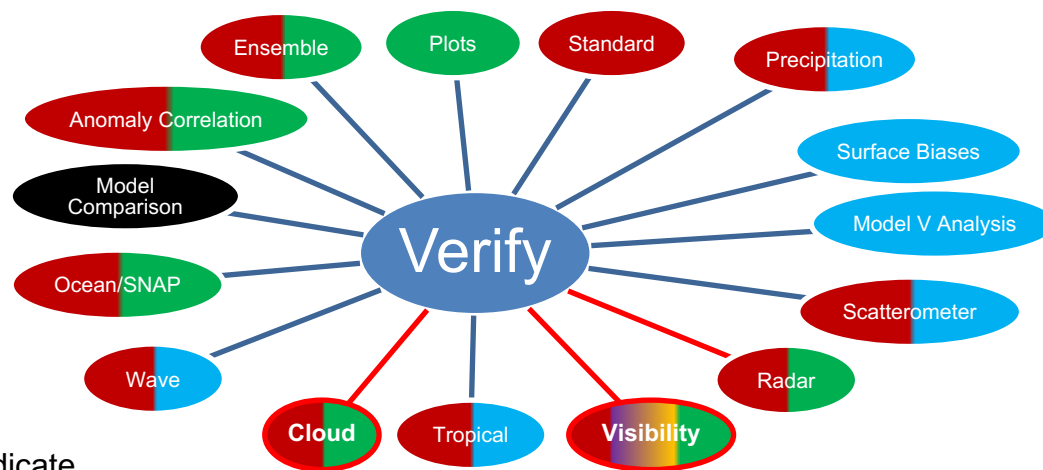 Ensemble
Plots
Standard
Precipitation
Anomaly Correlation
Surface Biases
Model
Comparison
Model V Analysis
Verify
Ocean/SNAP
Scatterometer
Wave
Radar
Cloud
Tropical
Visibility